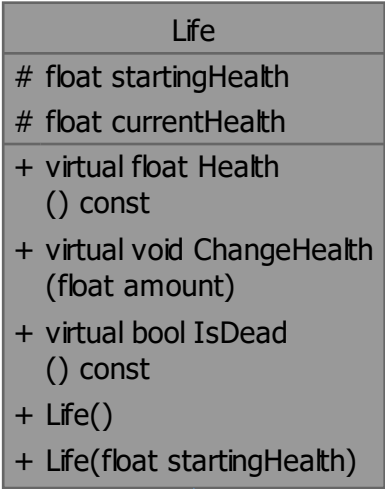 Life
# float startingHealth
# float currentHealth
+ virtual float Health
() const
+ virtual void ChangeHealth
(float amount)
+ virtual bool IsDead
() const
+ Life()
+ Life(float startingHealth)